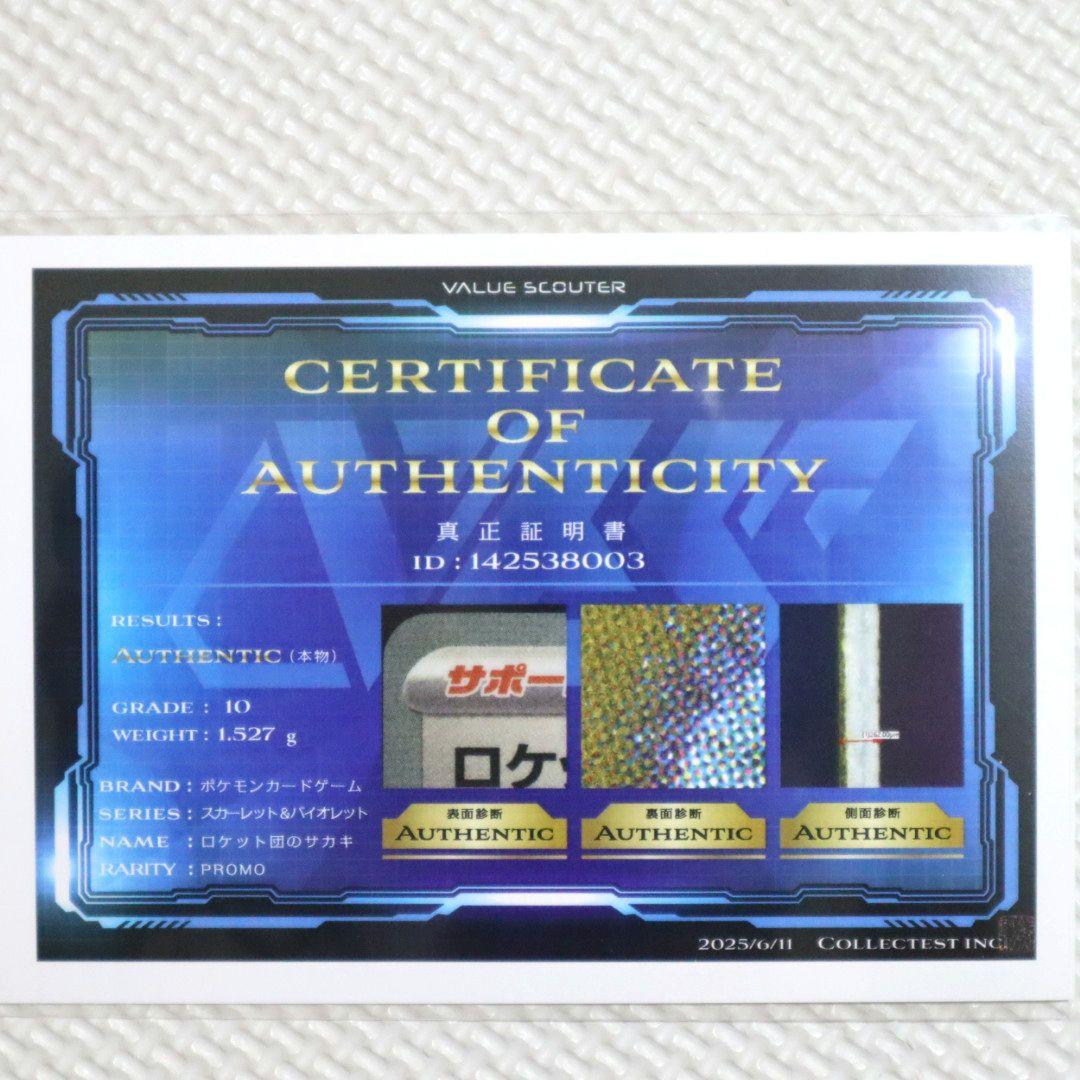 VALUE SCOUTER
CERTIFICATE
OF
AUTHENTICITY
真正証明書
ID : 142538003
RESULTS :
AUTHENTIC (本物)
GRADE : 10
WEIGHT : 1.527 g
BRAND : ポケモンカードゲーム
SERIES : スカーレット&バイオレット
NAME : ロケット団のサカキ
RARITY : PROMO
サポー
ロケ
表面診断
AUTHENTIC
裏面診断
AUTHENTIC
側面診断
AUTHENTIC
2025/6/11 COLLECTEST INC